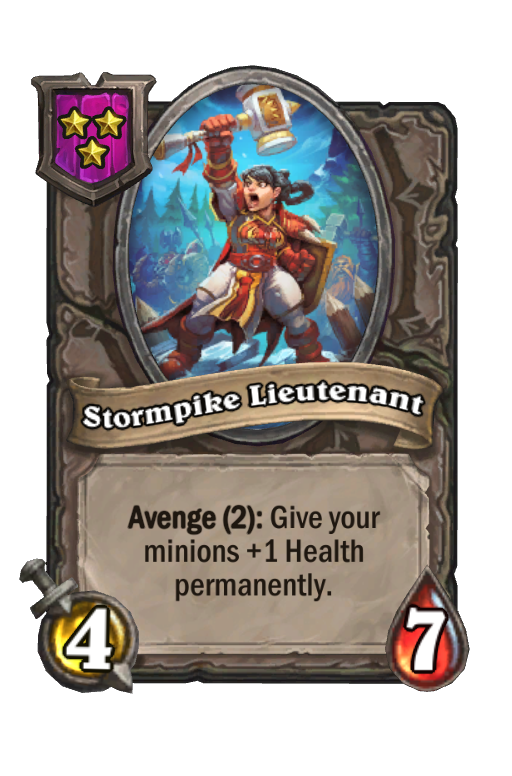 Stormpike Lieutenant
Avenge (2): Give your
minions +1 Health
permanently.
4
7